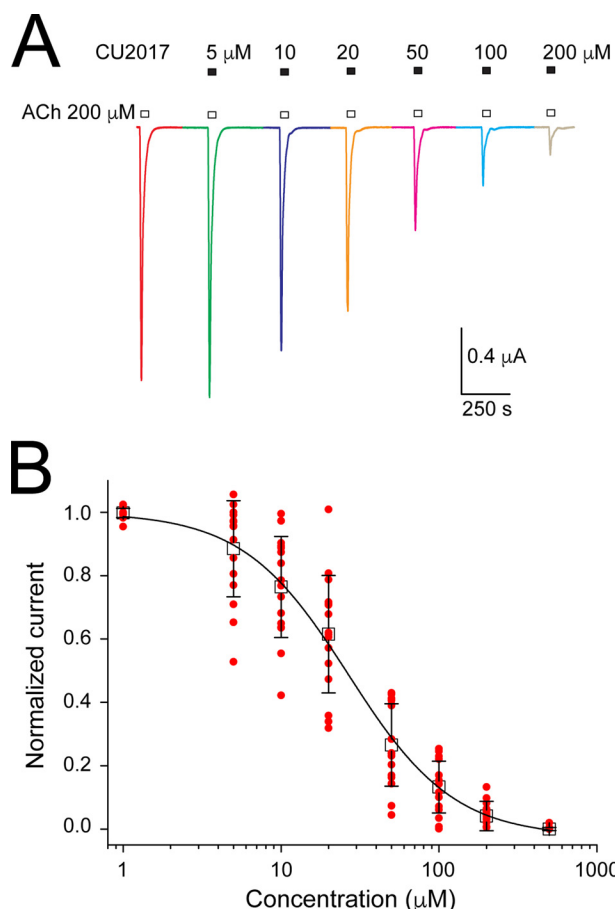 A
CU2017 5 μM 10 20 50 100 200 μM
ACh 200 μM
0.4 μA
250 s
B
1.0
0.8
0.6
0.4
0.2
0.0
Normalized current
1 10 100 1000
Concentration (μM)